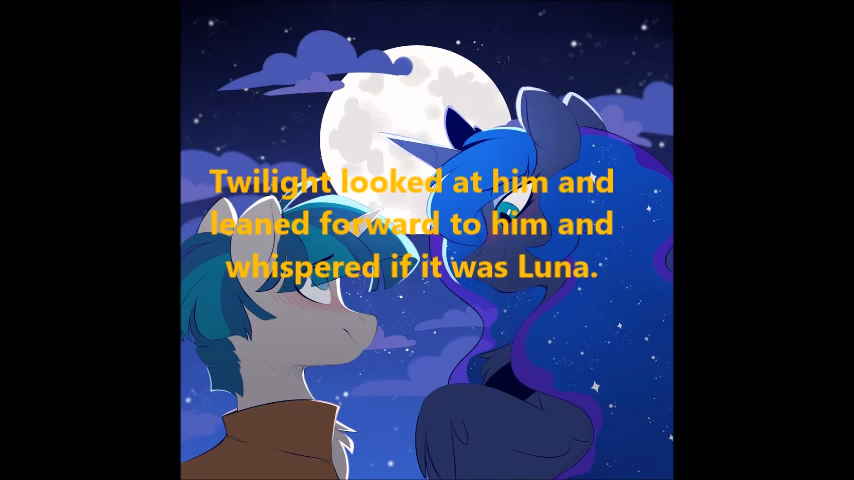 Twilight looked at him and
leaned forward to him and
whispered if it was Luna.